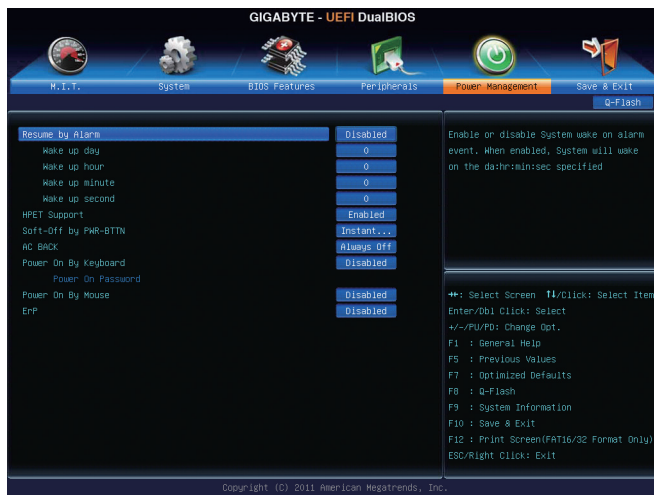 GIGABYTE - UEFI DualBIOS
M.I.T. System BIOS Features Peripherals Power Management Save & Exit
Q-Flash
Resume by Alarm Disabled
Wake up day 0
Wake up hour 0
Wake up minute 0
Wake up second 0
HPET Support Enabled
Soft-Off by PWR-BTTN Instant...
AC BACK Always Off
Power On By Keyboard Disabled
Power On Password
Power On By Mouse Disabled
ErP Disabled
Enable or disable System wake on alarm
event. When enabled, System will wake
on the da:hr:min:sec specified
→←: Select Screen ↑↓/Click: Select Item
Enter/Dbl Click: Select
+/-/PU/PD: Change Opt.
F1 : General Help
F5 : Previous Values
F7 : Optimized Defaults
F8 : Q-Flash
F9 : System Information
F10 : Save & Exit
F12 : Print Screen(FAT16/32 Format Only)
ESC/Right Click: Exit
Copyright (C) 2011 American Megatrends, Inc.